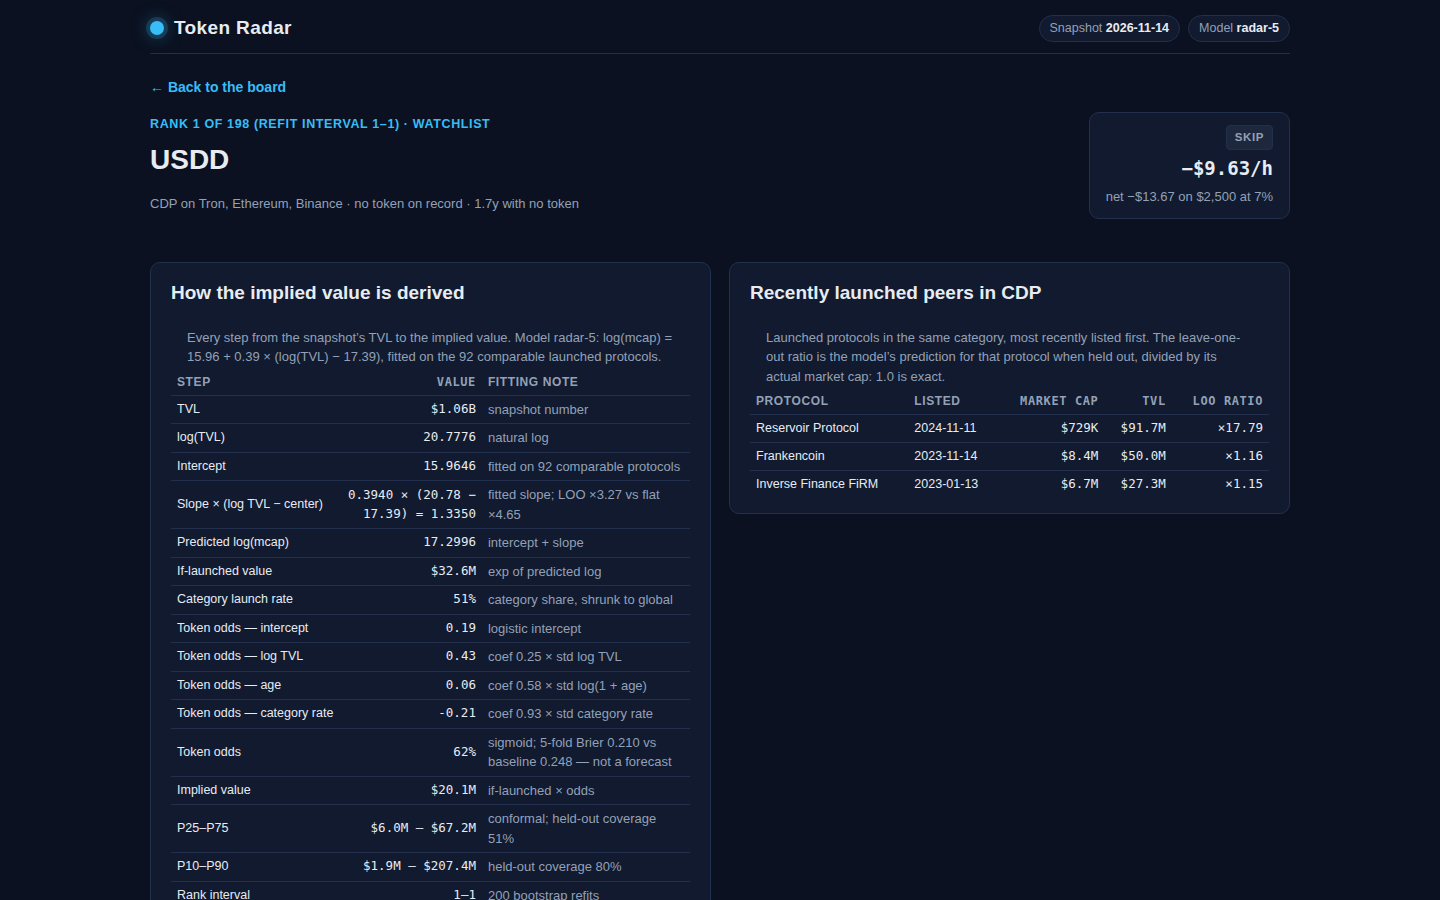 Token Radar
Snapshot 2026-11-14
Model radar-5
← Back to the board
RANK 1 OF 198 (REFIT INTERVAL 1–1) · WATCHLIST
USDD
CDP on Tron, Ethereum, Binance · no token on record · 1.7y with no token
SKIP
−$9.63/h
net −$13.67 on $2,500 at 7%
How the implied value is derived
Every step from the snapshot's TVL to the implied value. Model radar-5: log(mcap) =
15.96 + 0.39 × (log(TVL) − 17.39), fitted on the 92 comparable launched protocols.
STEP VALUE FITTING NOTE
TVL $1.06B snapshot number
log(TVL) 20.7776 natural log
Intercept 15.9646 fitted on 92 comparable protocols
Slope × (log TVL − center) 0.3940 × (20.78 − 17.39) = 1.3350 fitted slope; LOO ×3.27 vs flat ×4.65
Predicted log(mcap) 17.2996 intercept + slope
If-launched value $32.6M exp of predicted log
Category launch rate 51% category share, shrunk to global
Token odds — intercept 0.19 logistic intercept
Token odds — log TVL 0.43 coef 0.25 × std log TVL
Token odds — age 0.06 coef 0.58 × std log(1 + age)
Token odds — category rate -0.21 coef 0.93 × std category rate
Token odds 62% sigmoid; 5-fold Brier 0.210 vs baseline 0.248 — not a forecast
Implied value $20.1M if-launched × odds
P25–P75 $6.0M – $67.2M conformal; held-out coverage 51%
P10–P90 $1.9M – $207.4M held-out coverage 80%
Rank interval 1–1 200 bootstrap refits
Recently launched peers in CDP
Launched protocols in the same category, most recently listed first. The leave-one-
out ratio is the model's prediction for that protocol when held out, divided by its
actual market cap: 1.0 is exact.
PROTOCOL LISTED MARKET CAP TVL LOO RATIO
Reservoir Protocol 2024-11-11 $729K $91.7M ×17.79
Frankencoin 2023-11-14 $8.4M $50.0M ×1.16
Inverse Finance FiRM 2023-01-13 $6.7M $27.3M ×1.15